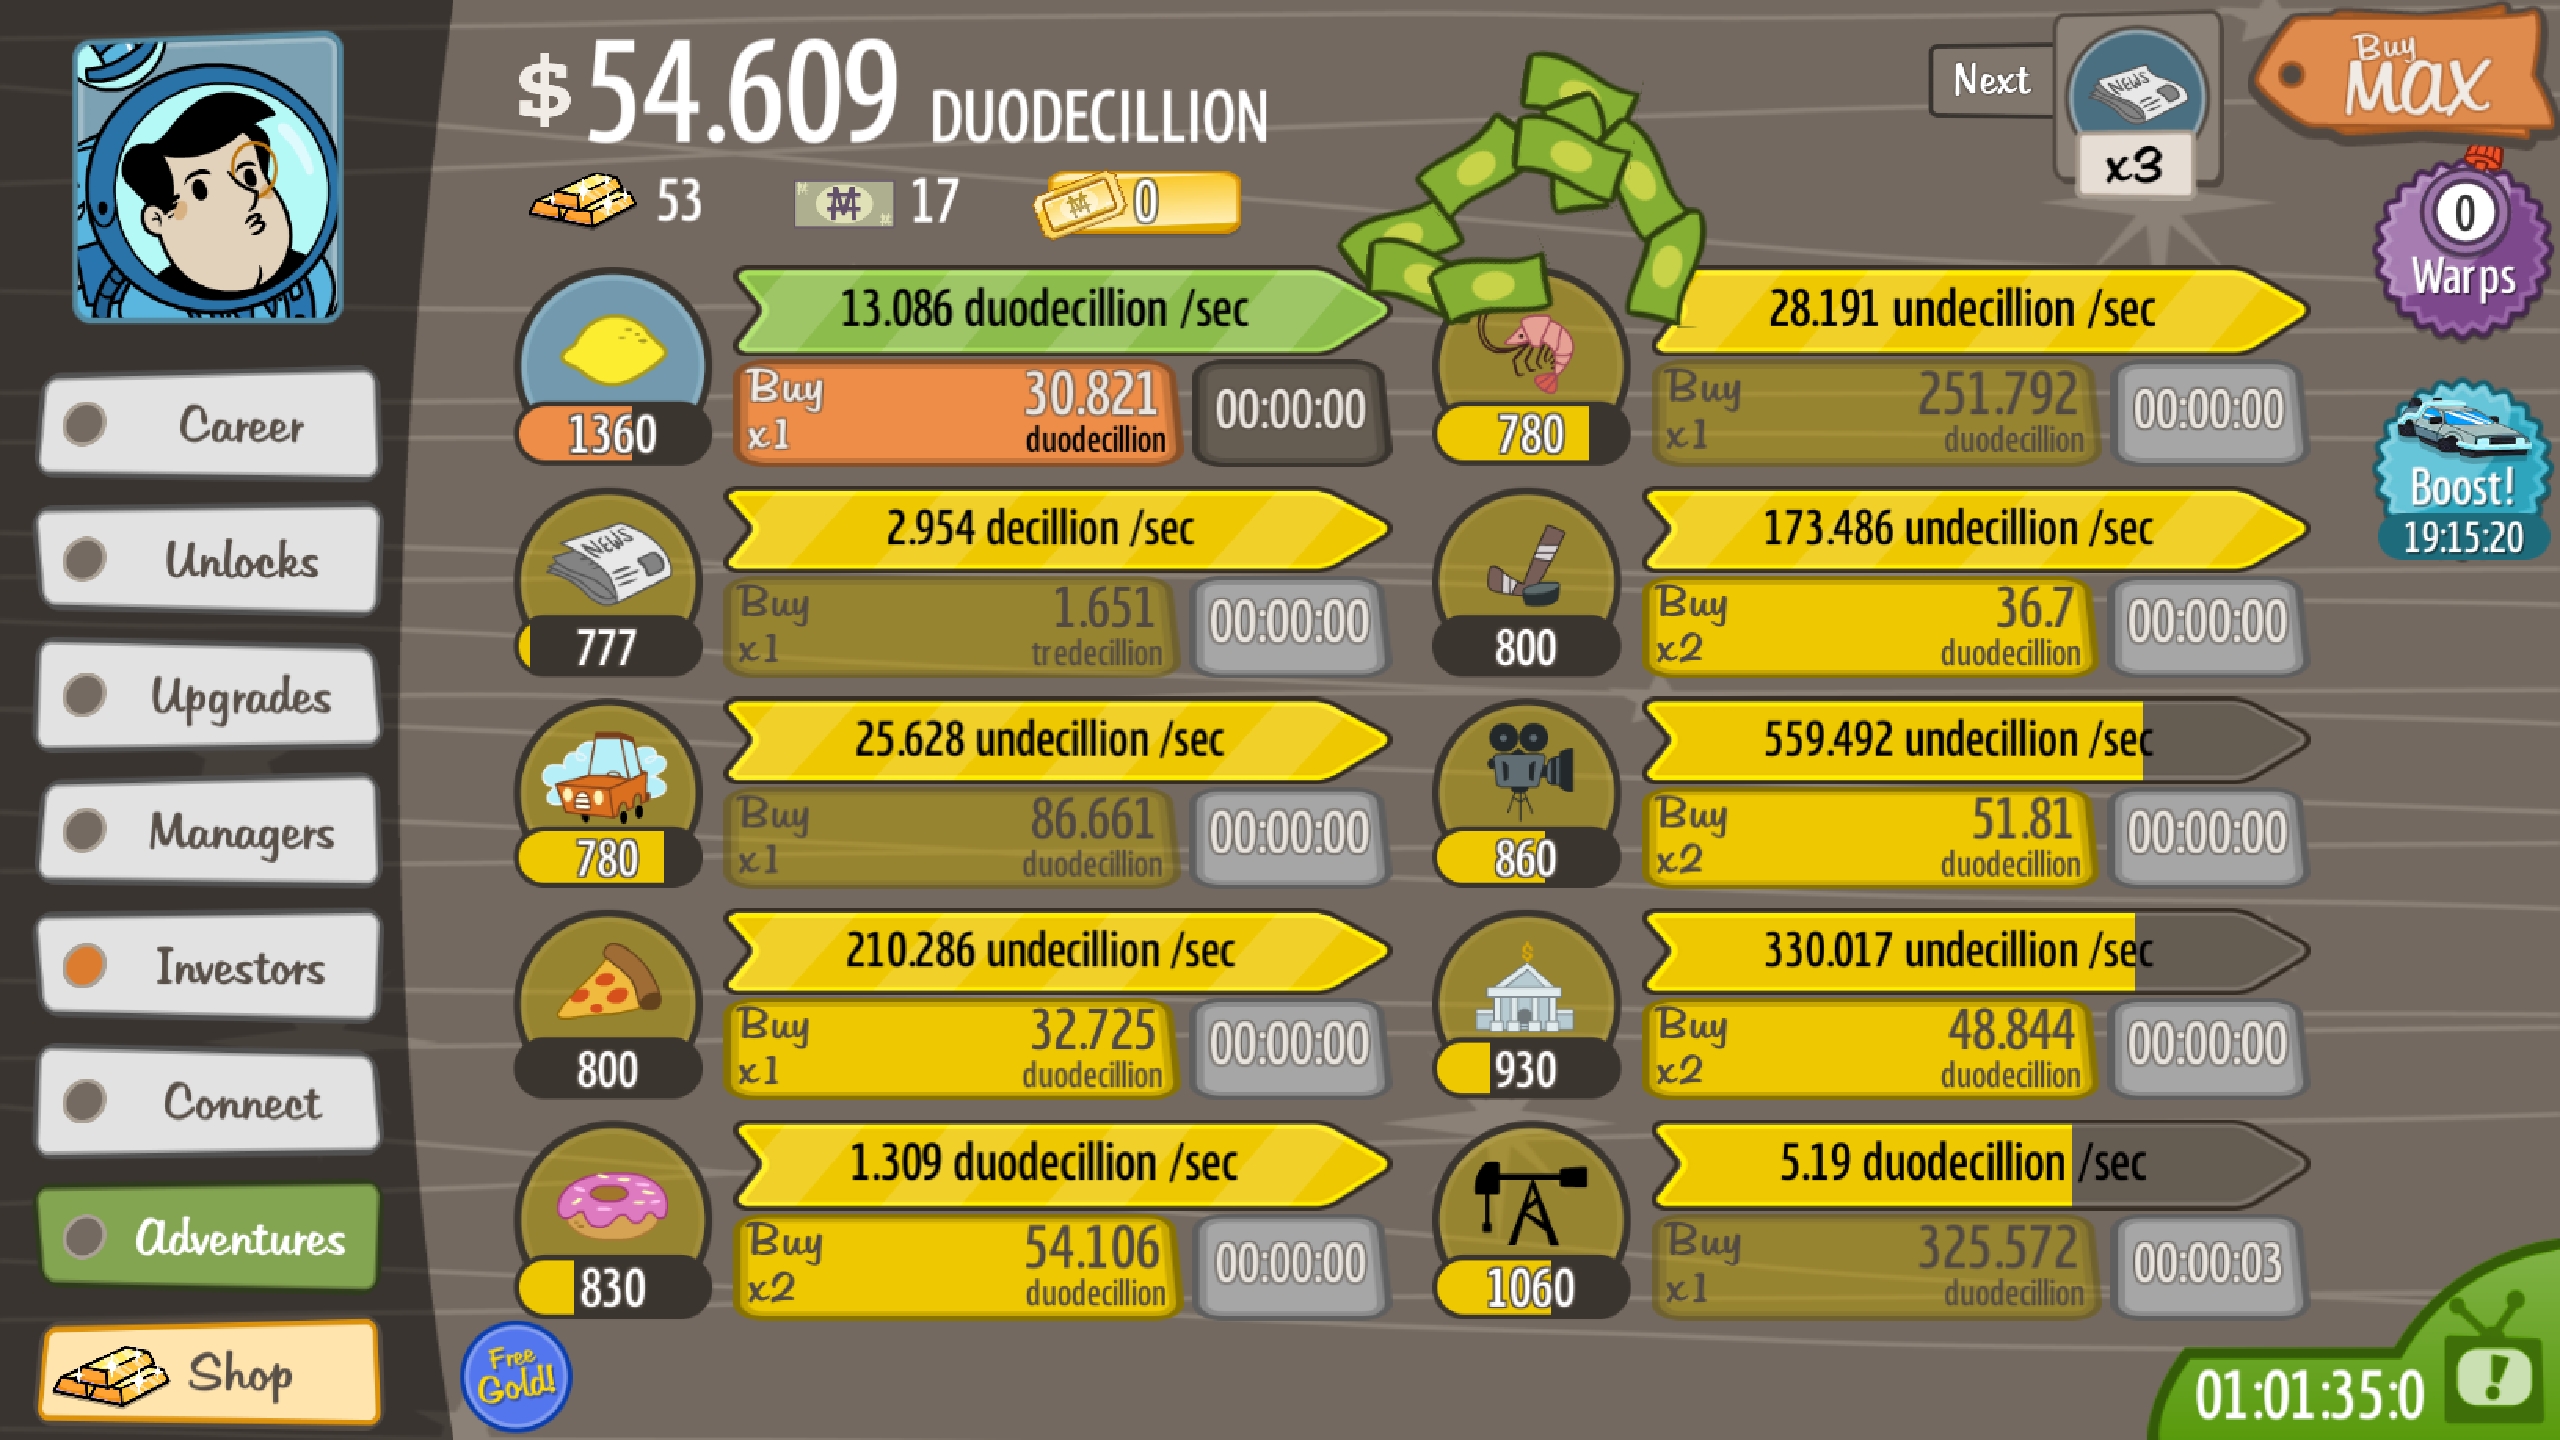 $54.609 DUODECILLION
53
17
0
Next
NEWS
x3
Buy
MAX
0
Warps
Boost!
19:15:20
Career
Unlocks
Upgrades
Managers
Investors
Connect
Adventures
Shop
13.086 duodecillion /sec
1360
Buy 30.821
x1 duodecillion
00:00:00
28.191 undecillion /sec
780
Buy 251.792
x1 duodecillion
00:00:00
NEWS
2.954 decillion /sec
777
Buy 1.651
x1 tredecillion
00:00:00
173.486 undecillion /sec
800
Buy 36.7
x2 duodecillion
00:00:00
25.628 undecillion /sec
780
Buy 86.661
x1 duodecillion
00:00:00
559.492 undecillion /sec
860
Buy 51.81
x2 duodecillion
00:00:00
210.286 undecillion /sec
800
Buy 32.725
x1 duodecillion
00:00:00
330.017 undecillion /sec
930
Buy 48.844
x2 duodecillion
00:00:00
1.309 duodecillion /sec
830
Buy 54.106
x2 duodecillion
00:00:00
5.19 duodecillion /sec
1060
Buy 325.572
x1 duodecillion
00:00:03
Free
Gold!
01:01:35:0
!